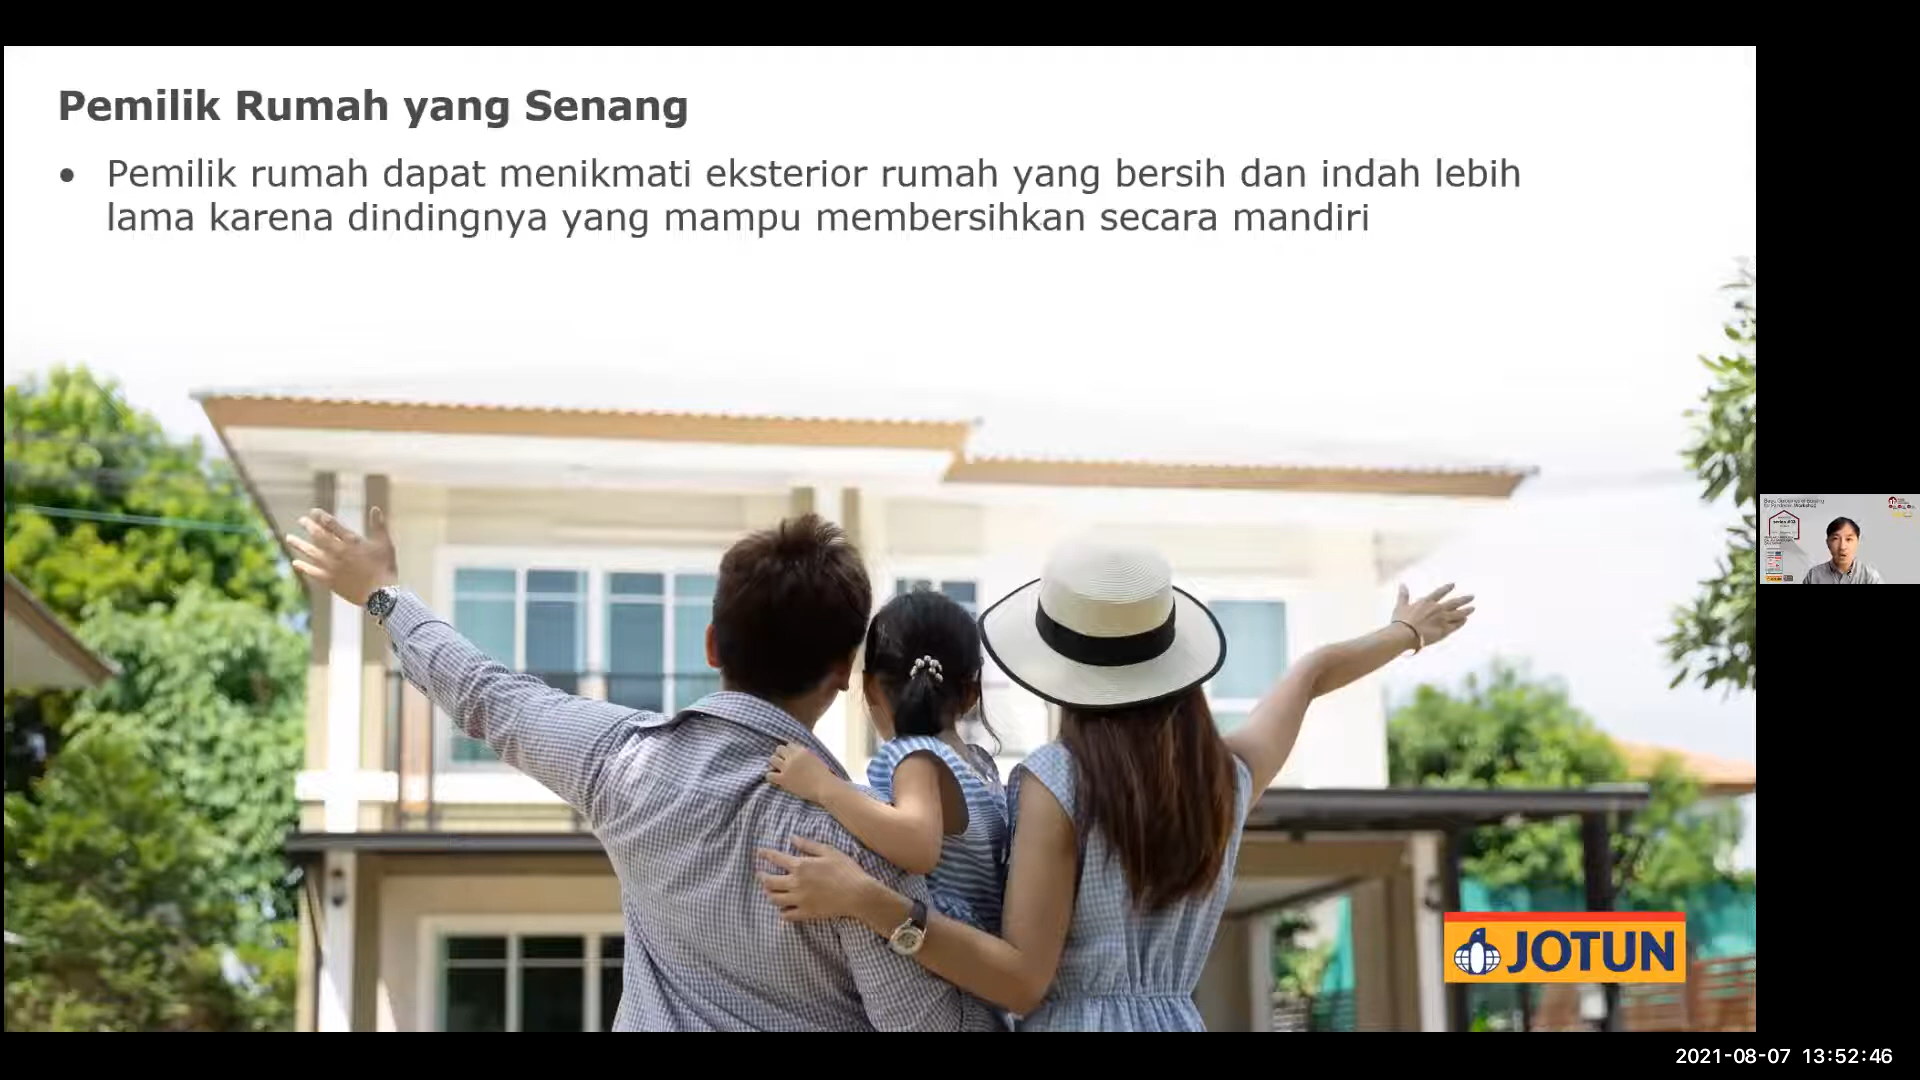 Pemilik Rumah yang Senang
• Pemilik rumah dapat menikmati eksterior rumah yang bersih dan indah lebih
lama karena dindingnya yang mampu membersihkan secara mandiri
JOTUN
2021-08-07 13:52:46